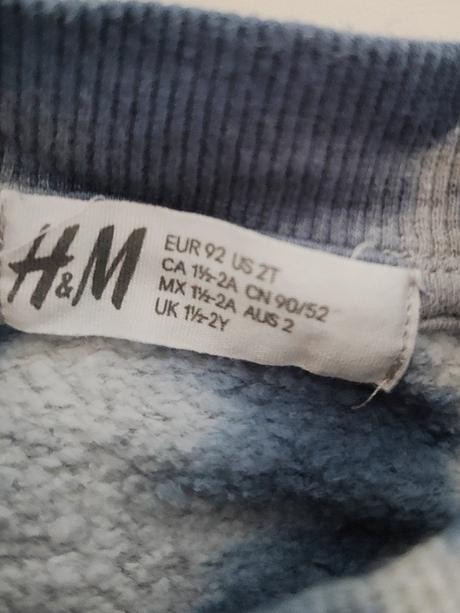 H&M
EUR 92 US 2T
CA 1½-2A CN 90/52
MX 1½-2A AUS 2
UK 1½-2Y